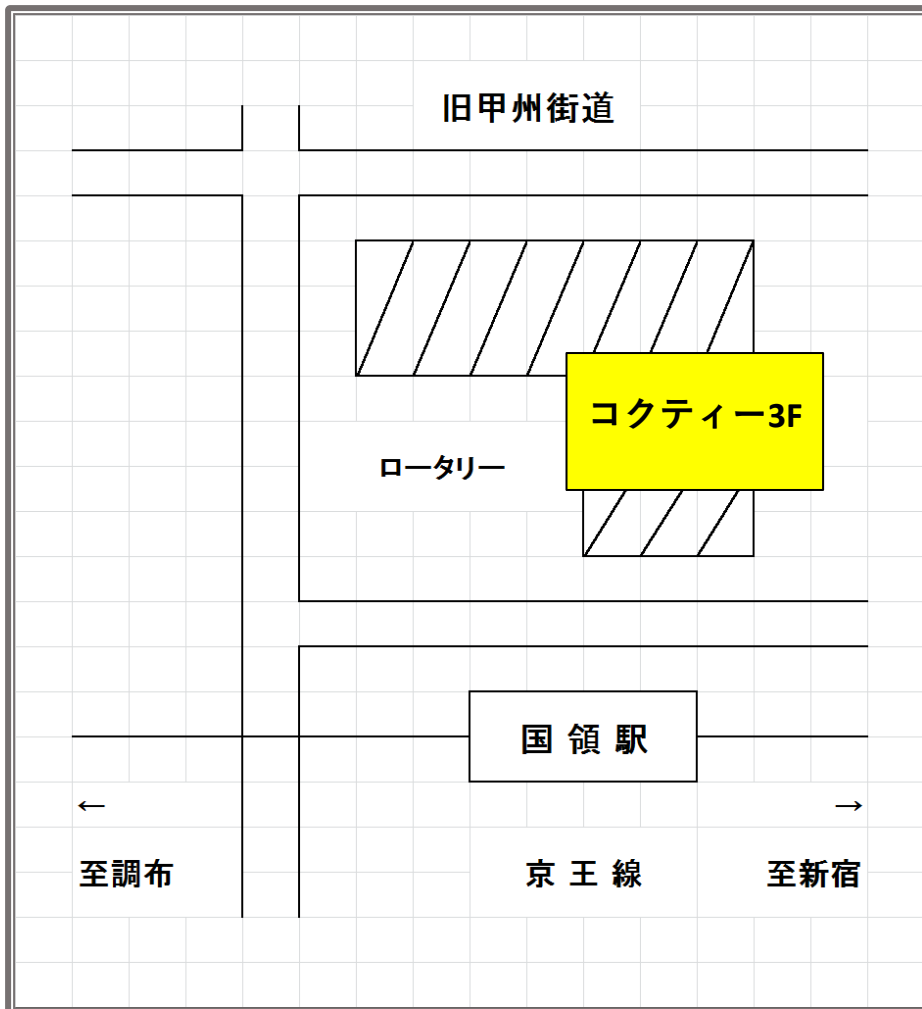 旧甲州街道
コクティー3F
ロータリー
国領駅
← →
至調布 京王線 至新宿